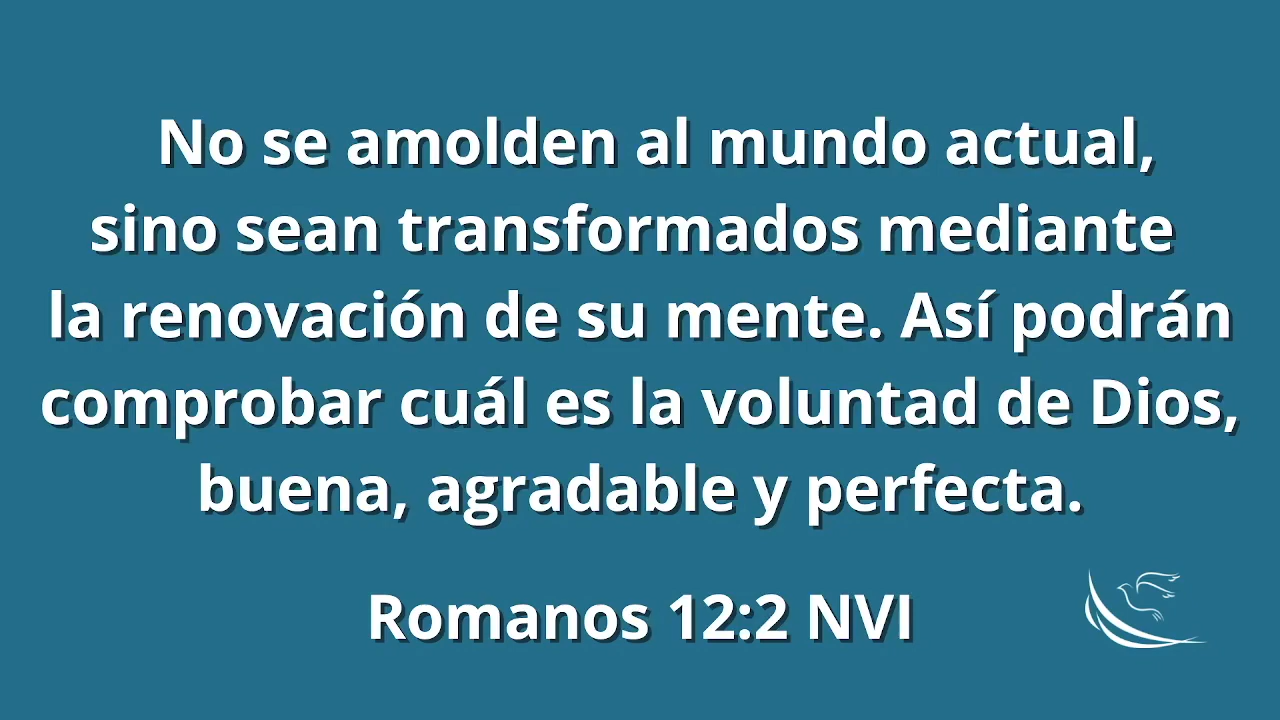 No se amolden al mundo actual,
sino sean transformados mediante
la renovación de su mente. Así podrán
comprobar cuál es la voluntad de Dios,
buena, agradable y perfecta.
Romanos 12:2 NVI